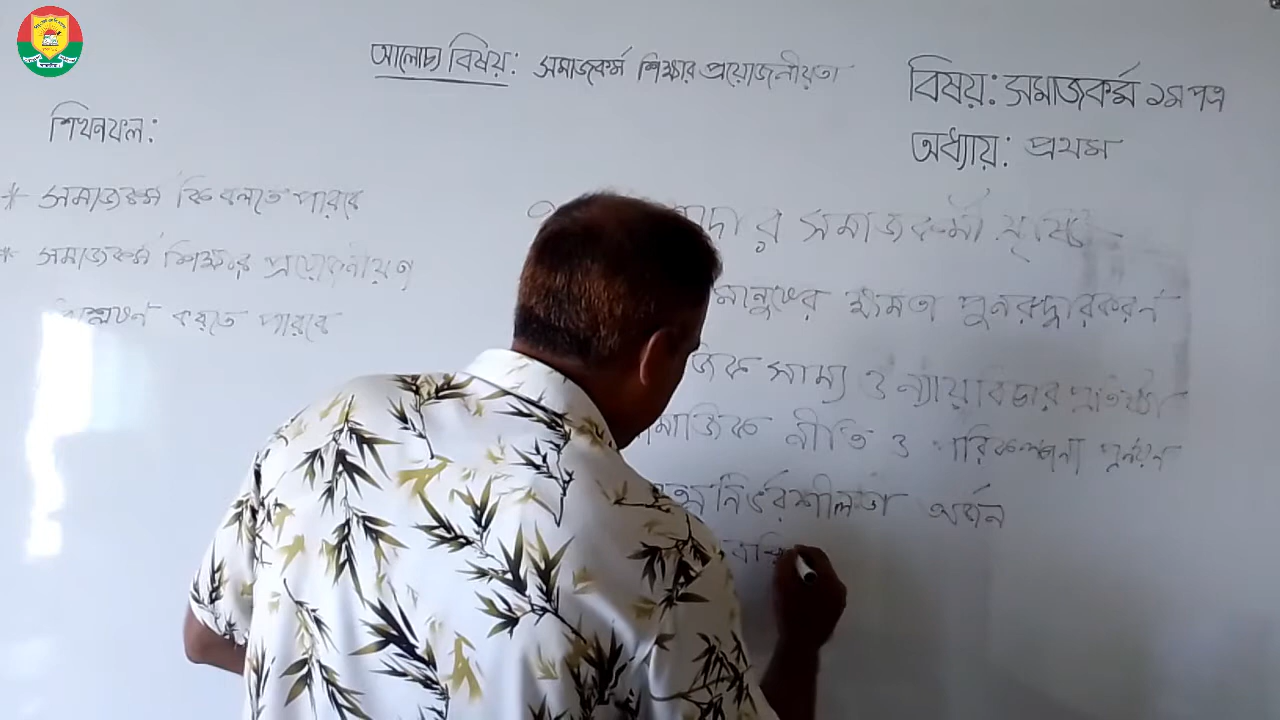 আলোচ্য বিষয়: সমাজকর্ম শিক্ষার প্রয়োজনীয়তা
বিষয়: সমাজকর্ম ১ম পত্র
অধ্যায়: প্রথম
শিখনফল:
* সমাজকর্ম কি বলতে পারবে
* সমাজকর্ম শিক্ষার প্রয়োজনীয়তা
বিশ্লেষণ করতে পারবে
সমাজকর্মী সৃষ্টি
মানুষের ক্ষমতা পুনরুদ্ধারকরণ
সাম্য ও ন্যায়বিচার প্রতিষ্ঠা
সামাজিক নীতি ও পরিকল্পনা প্রণয়ন
নির্ভরশীলতা অর্জন